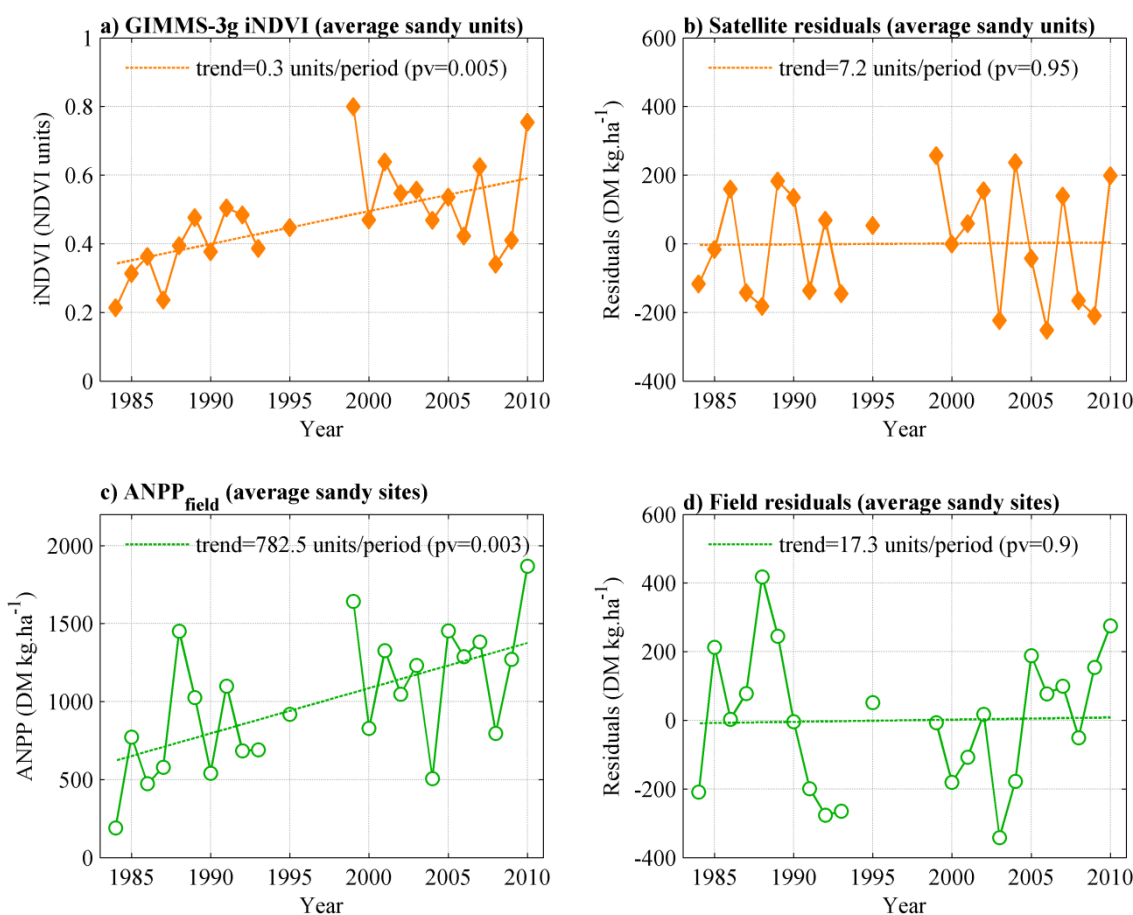 a) GIMMS-3g iNDVI (average sandy units)
trend=0.3 units/period (pv=0.005)
iNDVI (NDVI units)
1
0.8
0.6
0.4
0.2
0
1985 1990 1995 2000 2005 2010
Year
b) Satellite residuals (average sandy units)
trend=7.2 units/period (pv=0.95)
Residuals (DM kg.ha⁻¹)
600
400
200
0
-200
-400
1985 1990 1995 2000 2005 2010
Year
c) ANPP_field (average sandy sites)
trend=782.5 units/period (pv=0.003)
ANPP (DM kg.ha⁻¹)
2000
1500
1000
500
0
1985 1990 1995 2000 2005 2010
Year
d) Field residuals (average sandy sites)
trend=17.3 units/period (pv=0.9)
Residuals (DM kg.ha⁻¹)
600
400
200
0
-200
-400
1985 1990 1995 2000 2005 2010
Year